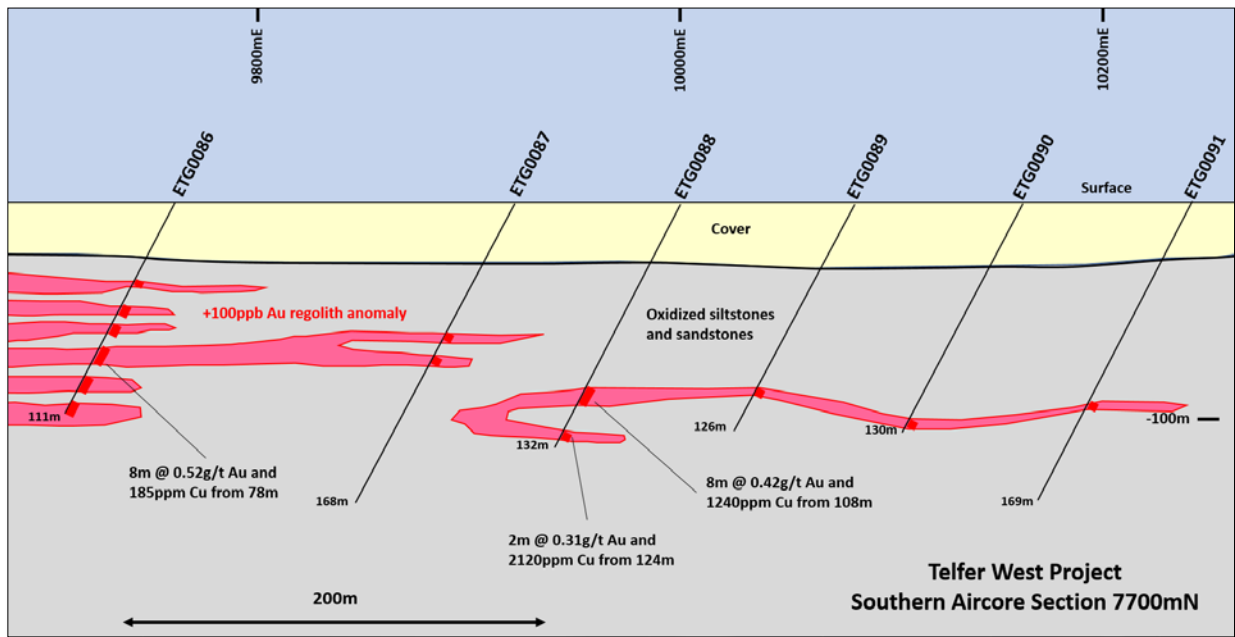 9800mE
10000mE
10200mE
ETG0086
ETG0087
ETG0088
ETG0089
ETG0090
ETG0091
Surface
Cover
+100ppb Au regolith anomaly
Oxidized siltstones
and sandstones
111m
168m
132m
126m
130m
169m
-100m
8m @ 0.52g/t Au and
185ppm Cu from 78m
8m @ 0.42g/t Au and
1240ppm Cu from 108m
2m @ 0.31g/t Au and
2120ppm Cu from 124m
200m
Telfer West Project
Southern Aircore Section 7700mN